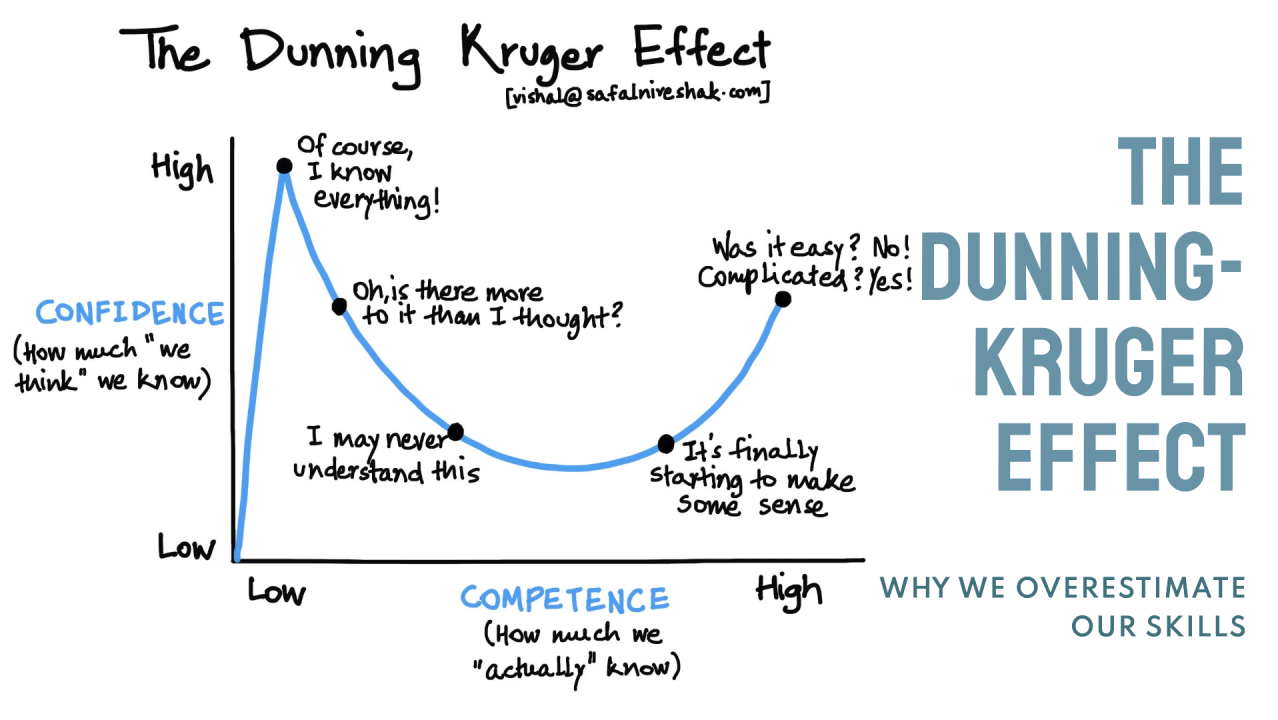 The Dunning Kruger Effect
[vishal@safalniveshak.com]
High
Of course,
I know
everything!
Oh, is there more
to it than I thought?
Was it easy? No!
Complicated? Yes!
CONFIDENCE
(How much "we
think" we know)
I may never
understand this
It's finally
starting to make
some sense
Low
Low
COMPETENCE
High
(How much we
"actually" know)
THE
DUNNING-
KRUGER
EFFECT
WHY WE OVERESTIMATE
OUR SKILLS